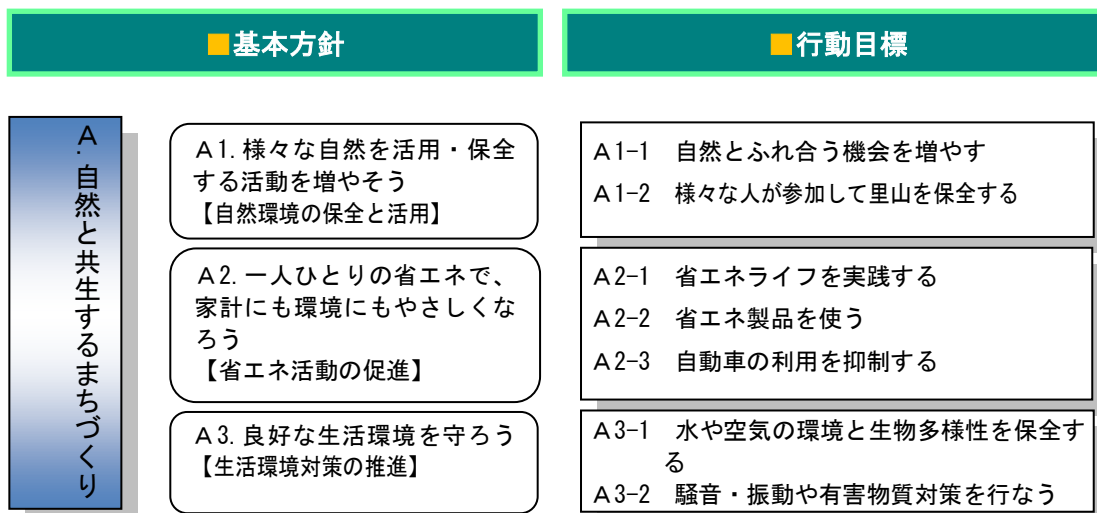 ■基本方針
■行動目標
A.自然と共生するまちづくり
A1.様々な自然を活用・保全
する活動を増やそう
【自然環境の保全と活用】
A1-1　自然とふれ合う機会を増やす
A1-2　様々な人が参加して里山を保全する
A2.一人ひとりの省エネで、
家計にも環境にもやさしくな
ろう
【省エネ活動の促進】
A2-1　省エネライフを実践する
A2-2　省エネ製品を使う
A2-3　自動車の利用を抑制する
A3.良好な生活環境を守ろう
【生活環境対策の推進】
A3-1　水や空気の環境と生物多様性を保全す
る
A3-2　騒音・振動や有害物質対策を行なう